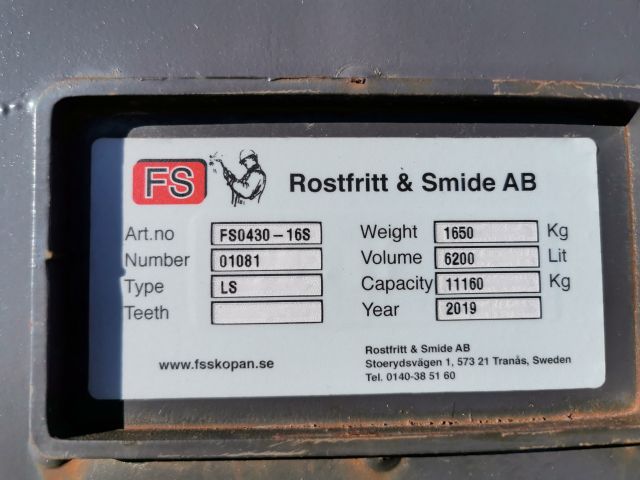 FS Rostfritt & Smide AB
Art.no FS0430-16S
Number 01081
Type LS
Teeth
Weight 1650 Kg
Volume 6200 Lit
Capacity 11160 Kg
Year 2019
www.fsskopan.se
Rostfritt & Smide AB
Stoerydsvägen 1, 573 21 Tranås, Sweden
Tel. 0140-38 51 60